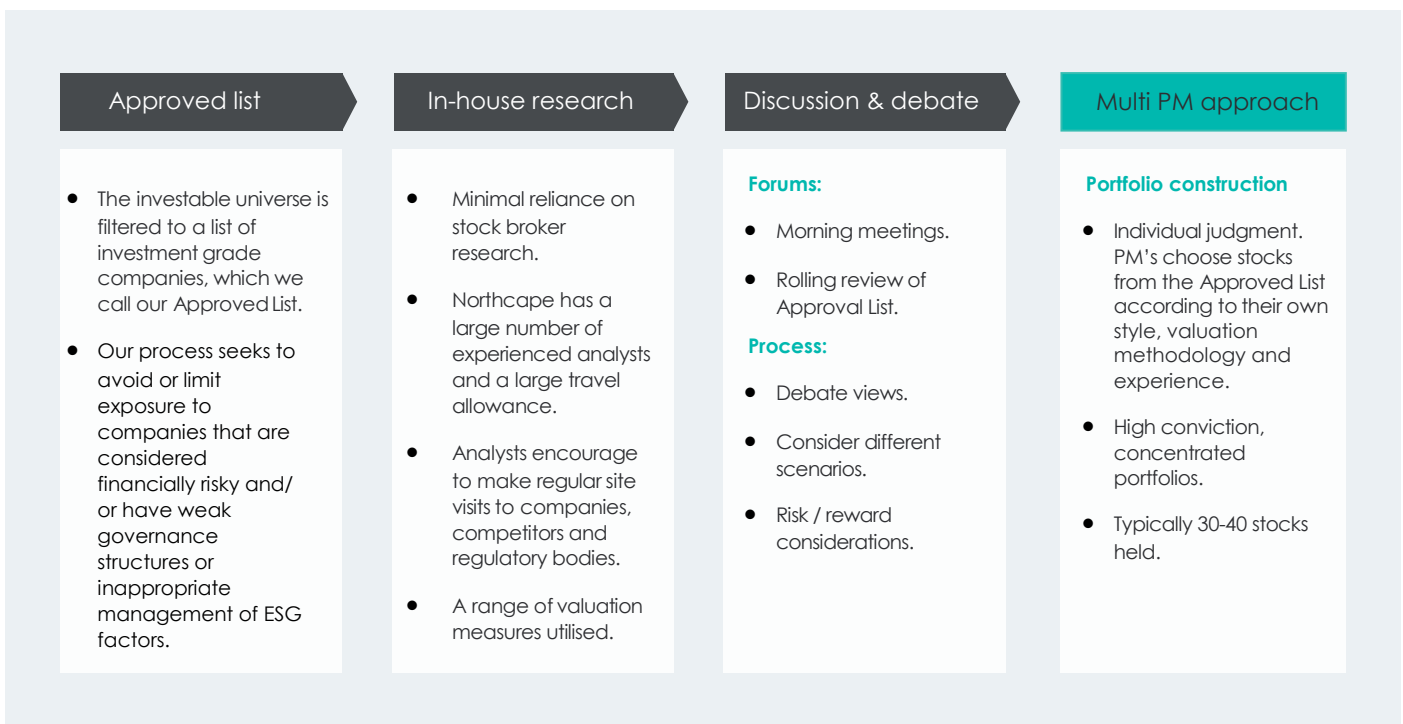 Approved list
The investable universe is
filtered to a list of
investment grade
companies, which we
call our Approved List.
Our process seeks to
avoid or limit
exposure to
companies that are
considered
financially risky and/
or have weak
governance
structures or
inappropriate
management of ESG
factors.
In-house research
Minimal reliance on
stock broker
research.
Northcape has a
large number of
experienced analysts
and a large travel
allowance.
Analysts encourage
to make regular site
visits to companies,
competitors and
regulatory bodies.
A range of valuation
measures utilised.
Discussion & debate
Forums:
Morning meetings.
Rolling review of
Approval List.
Process:
Debate views.
Consider different
scenarios.
Risk / reward
considerations.
Multi PM approach
Portfolio construction
Individual judgment.
PM's choose stocks
from the Approved List
according to their own
style, valuation
methodology and
experience.
High conviction,
concentrated
portfolios.
Typically 30-40 stocks
held.